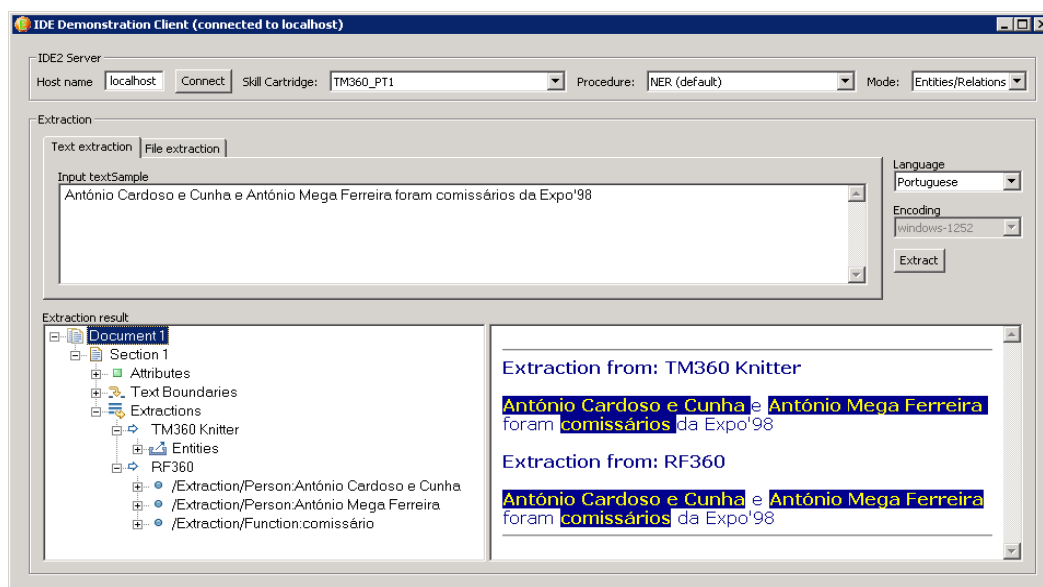 IDE Demonstration Client (connected to localhost)
IDE2 Server
Host name localhost Connect Skill Cartridge: TM360_PT1 Procedure: NER (default) Mode: Entities/Relations
Extraction
Text extraction File extraction
Input textSample
António Cardoso e Cunha e António Mega Ferreira foram comissários da Expo'98
Language
Portuguese
Encoding
windows-1252
Extract
Extraction result
Document 1
Section 1
Attributes
Text Boundaries
Extractions
TM360 Knitter
Entities
RF360
/Extraction/Person:António Cardoso e Cunha
/Extraction/Person:António Mega Ferreira
/Extraction/Function:comissário
Extraction from: TM360 Knitter
António Cardoso e Cunha e António Mega Ferreira
foram comissários da Expo'98
Extraction from: RF360
António Cardoso e Cunha e António Mega Ferreira
foram comissários da Expo'98